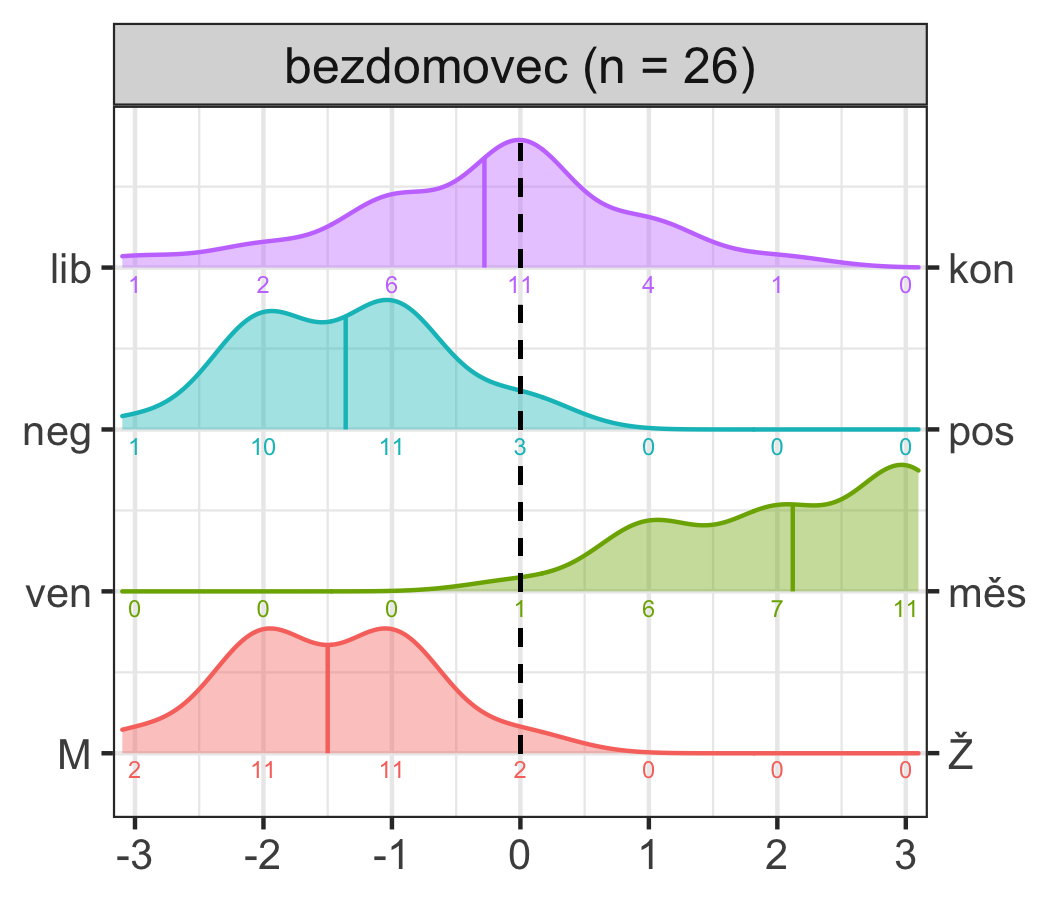 bezdomovec (n = 26)
lib kon
1 2 6 11 4 1 0
neg pos
1 10 11 3 0 0 0
ven měs
0 0 0 1 6 7 11
M Ž
2 11 11 2 0 0 0
-3 -2 -1 0 1 2 3